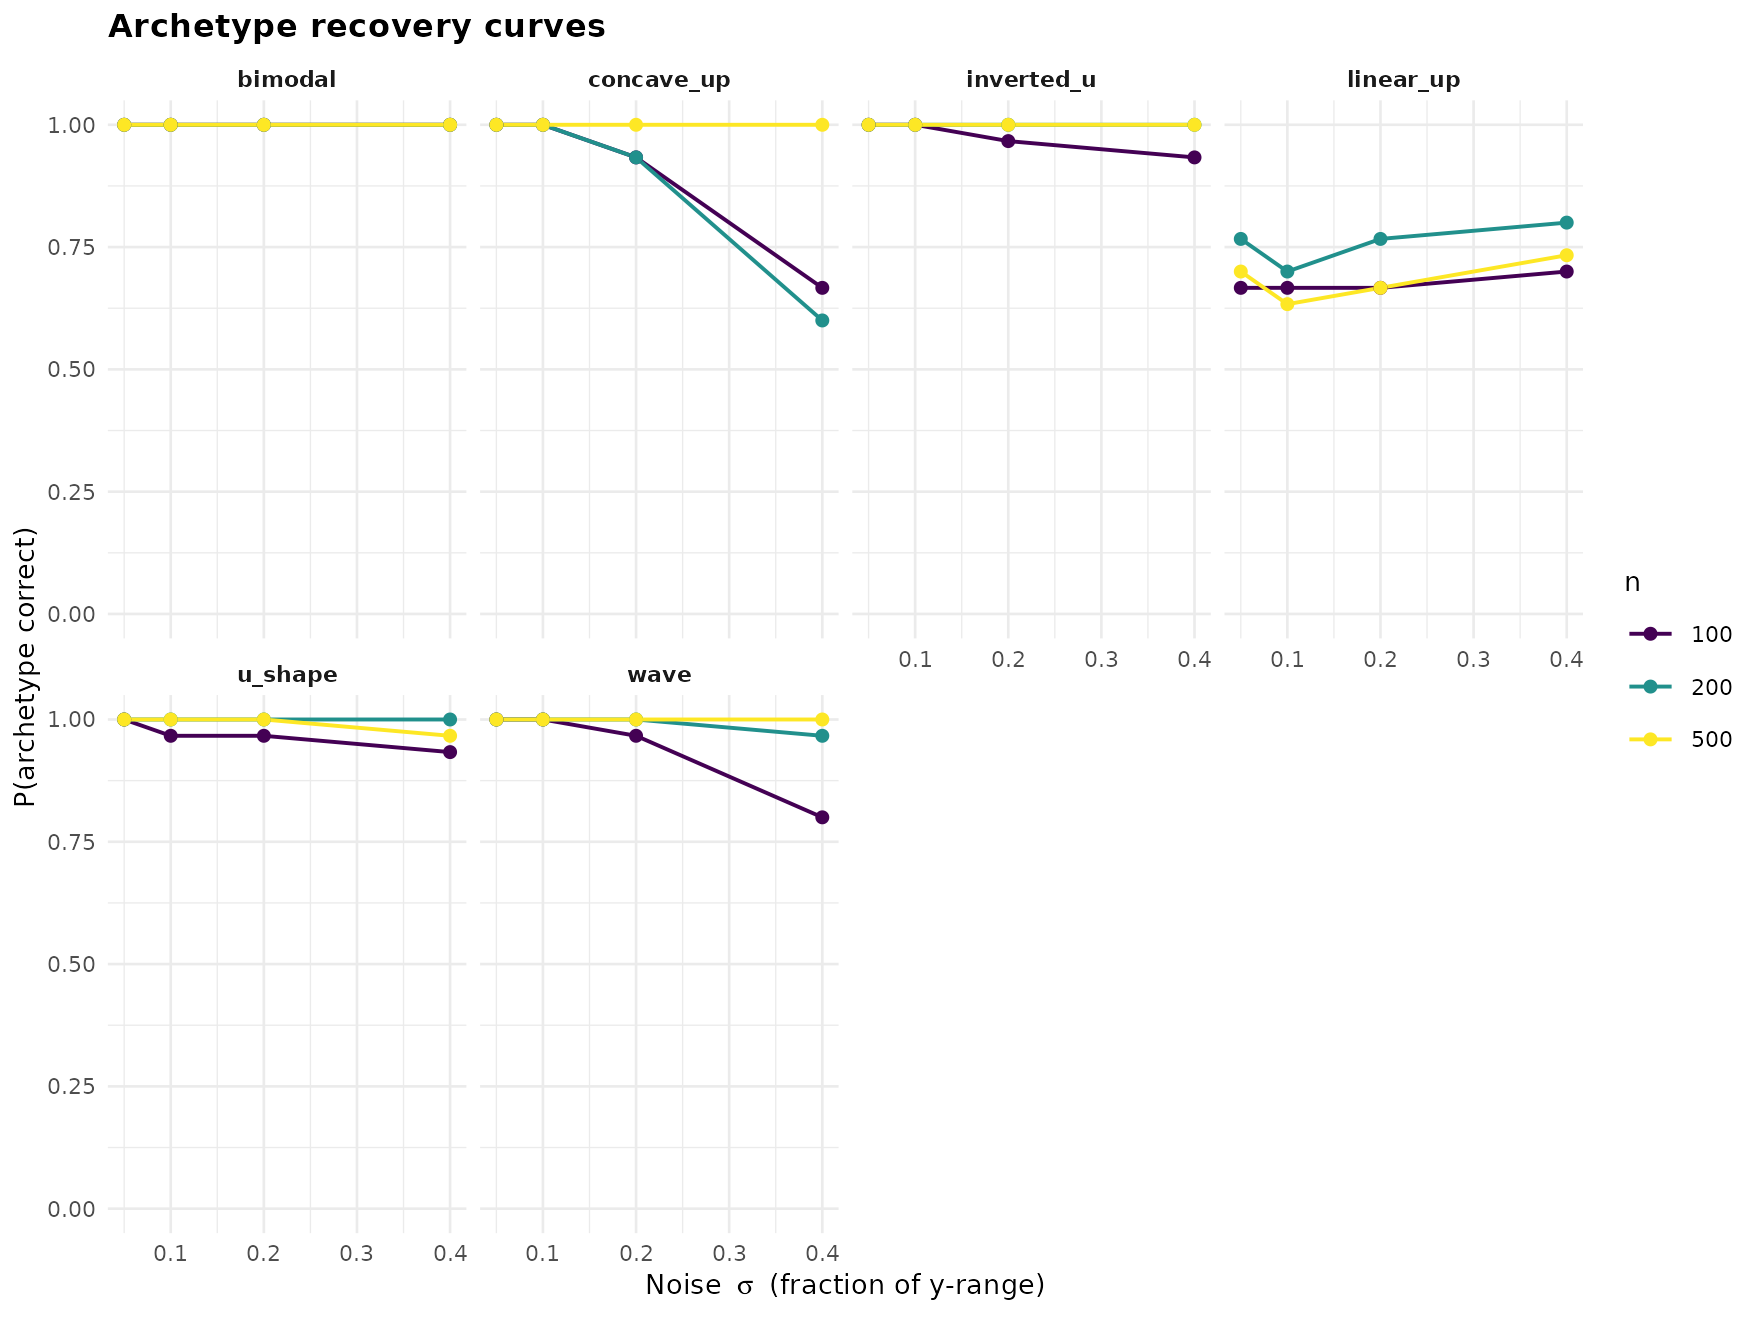 Archetype recovery curves
bimodal
concave_up
inverted_u
linear_up
1.00
0.75
0.50
0.25
0.00
0.1 0.2 0.3 0.4
0.1 0.2 0.3 0.4
u_shape
wave
1.00
0.75
0.50
0.25
0.00
0.1 0.2 0.3 0.4
0.1 0.2 0.3 0.4
P(archetype correct)
Noise σ (fraction of y-range)
n
100
200
500